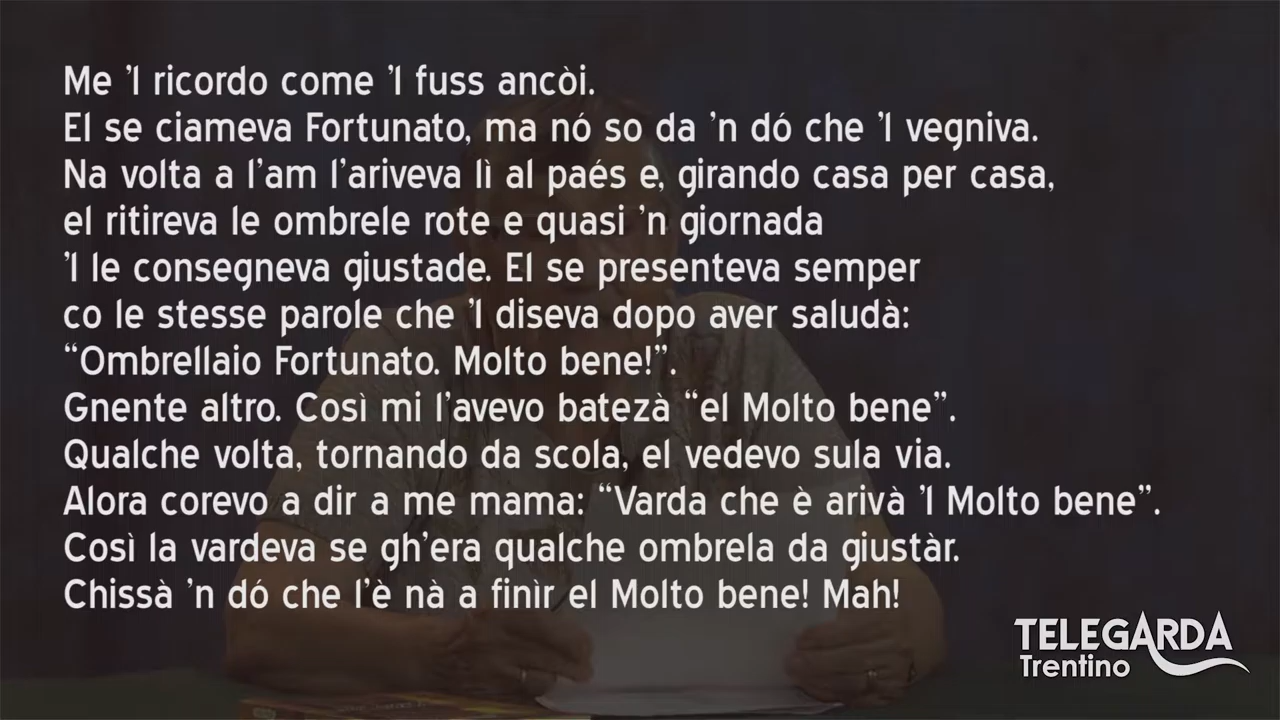 Me 'l ricordo come 'l fuss ancòi.
El se ciameva Fortunato, ma nó so da 'n dó che 'l vegniva.
Na volta a l'am l'ariveva lì al paés e, girando casa per casa,
el ritireva le ombrele rote e quasi 'n giornada
'l le consegneva giustade. El se presenteva semper
co le stesse parole che 'l diseva dopo aver saludà:
“Ombrellaio Fortunato. Molto bene!”.
Gnente altro. Così mi l'avevo batezà “el Molto bene”.
Qualche volta, tornando da scola, el vedevo sula via.
Alora corevo a dir a me mama: “Varda che è arivà 'l Molto bene”.
Così la vardeva se gh'era qualche ombrela da giustàr.
Chissà 'n dó che l'è nà a finìr el Molto bene! Mah!
TELEGARDA
Trentino